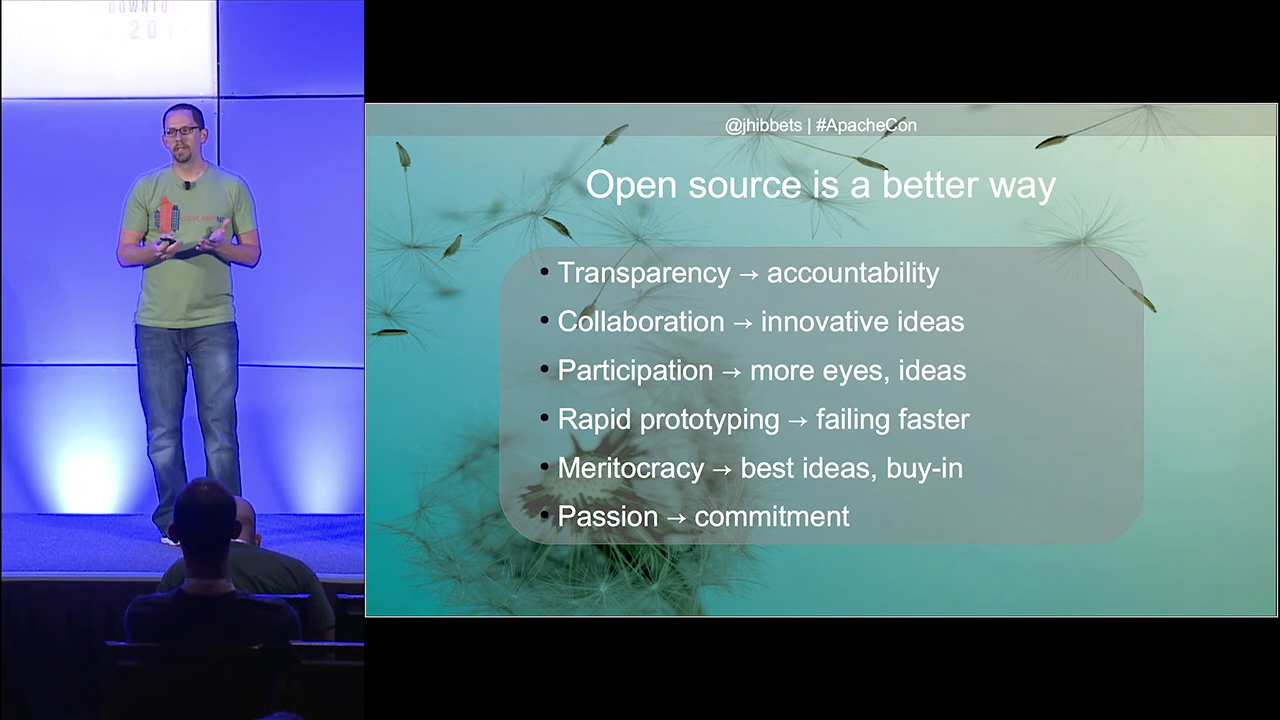 DOWNTO
@jhibbets | #ApacheCon
Open source is a better way
• Transparency → accountability
• Collaboration → innovative ideas
• Participation → more eyes, ideas
• Rapid prototyping → failing faster
• Meritocracy → best ideas, buy-in
• Passion → commitment